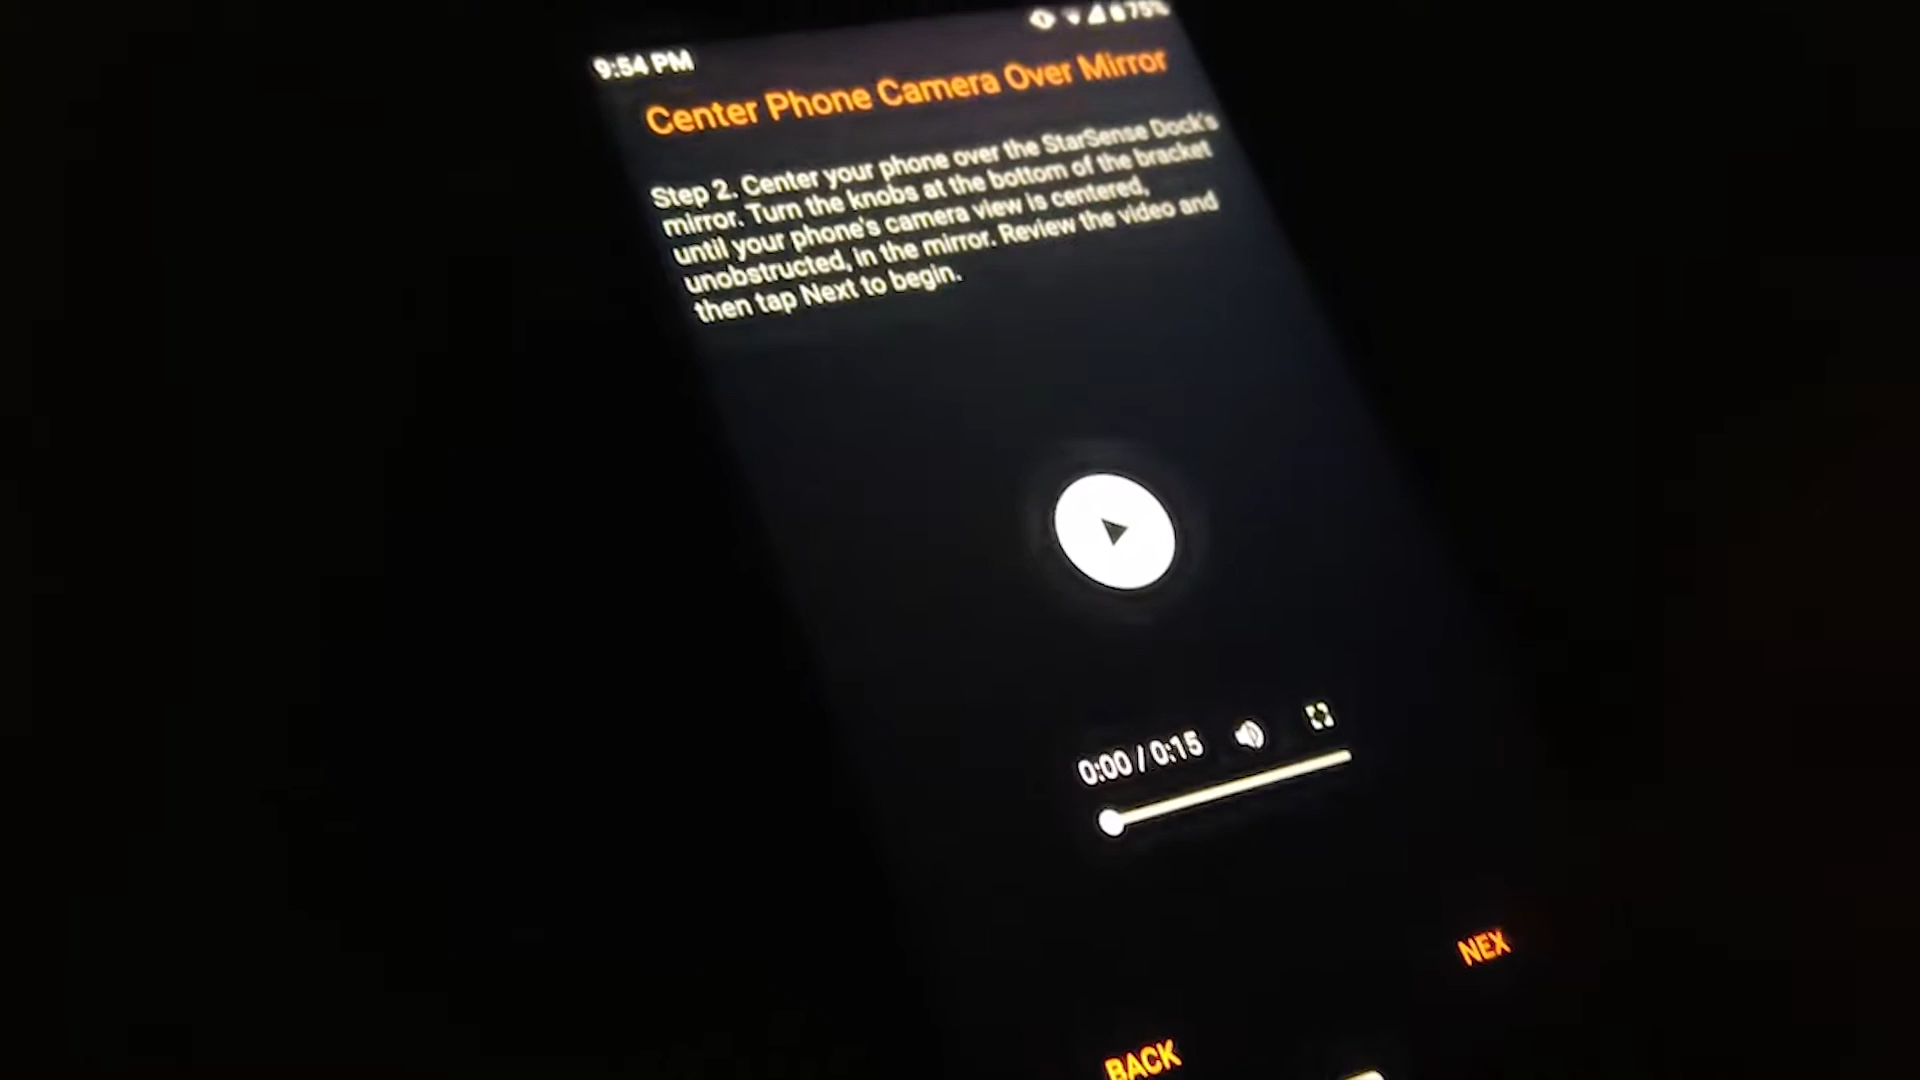 9:54 PM
75%
Center Phone Camera Over Mirror
Step 2. Center your phone over the StarSense Dock's
mirror. Turn the knobs at the bottom of the bracket
until your phone's camera view is centered,
unobstructed, in the mirror. Review the video and
then tap Next to begin.
0:00 / 0:15
NEX
BACK